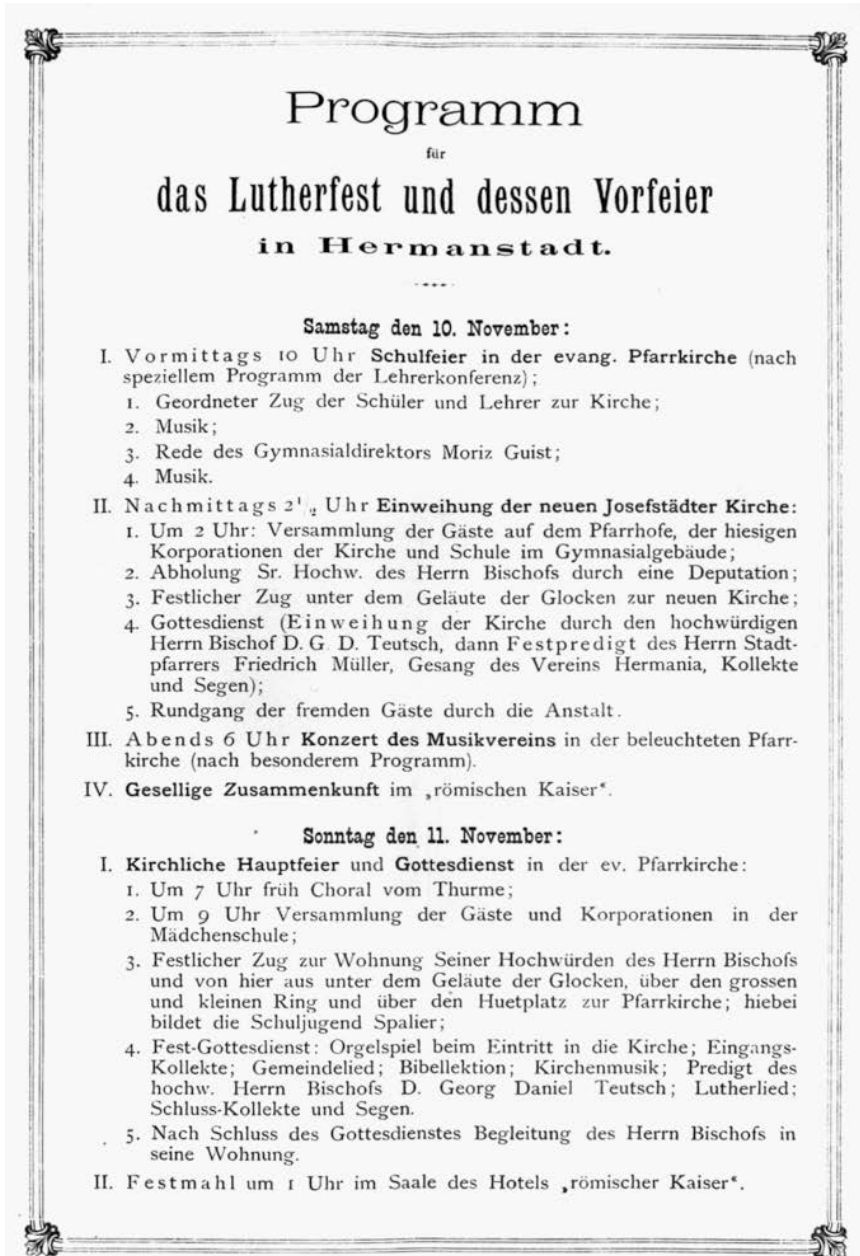 Programm
für
das Lutherfest und dessen Vorfeier
in Hermanstadt.
Samstag den 10. November:
I. Vormittags 10 Uhr Schulfeier in der evang. Pfarrkirche (nach
speziellem Programm der Lehrerkonferenz);
1. Geordneter Zug der Schüler und Lehrer zur Kirche;
2. Musik;
3. Rede des Gymnasialdirektors Moriz Guist;
4. Musik.
II. Nachmittags 2½ Uhr Einweihung der neuen Josefstädter Kirche:
1. Um 2 Uhr: Versammlung der Gäste auf dem Pfarrhofe, der hiesigen
Korporationen der Kirche und Schule im Gymnasialgebäude;
2. Abholung Sr. Hochw. des Herrn Bischofs durch eine Deputation;
3. Festlicher Zug unter dem Geläute der Glocken zur neuen Kirche;
4. Gottesdienst (Einweihung der Kirche durch den hochwürdigen
Herrn Bischof D. G. D. Teutsch, dann Festpredigt des Herrn Stadt-
pfarrers Friedrich Müller, Gesang des Vereins Hermania, Kollekte
und Segen);
5. Rundgang der fremden Gäste durch die Anstalt.
III. Abends 6 Uhr Konzert des Musikvereins in der beleuchteten Pfarr-
kirche (nach besonderem Programm).
IV. Gesellige Zusammenkunft im „römischen Kaiser“.
Sonntag den 11. November:
I. Kirchliche Hauptfeier und Gottesdienst in der ev. Pfarrkirche:
1. Um 7 Uhr früh Choral vom Thurme;
2. Um 9 Uhr Versammlung der Gäste und Korporationen in der
Mädchenschule;
3. Festlicher Zug zur Wohnung Seiner Hochwürden des Herrn Bischofs
und von hier aus unter dem Geläute der Glocken, über den grossen
und kleinen Ring und über den Huetplatz zur Pfarrkirche; hiebei
bildet die Schuljugend Spalier;
4. Fest-Gottesdienst: Orgelspiel beim Eintritt in die Kirche; Eingangs-
Kollekte; Gemeindelied; Bibellektion; Kirchenmusik; Predigt des
hochw. Herrn Bischofs D. Georg Daniel Teutsch; Lutherlied;
Schluss-Kollekte und Segen.
5. Nach Schluss des Gottesdienstes Begleitung des Herrn Bischofs in
seine Wohnung.
II. Festmahl um 1 Uhr im Saale des Hotels „römischer Kaiser“.